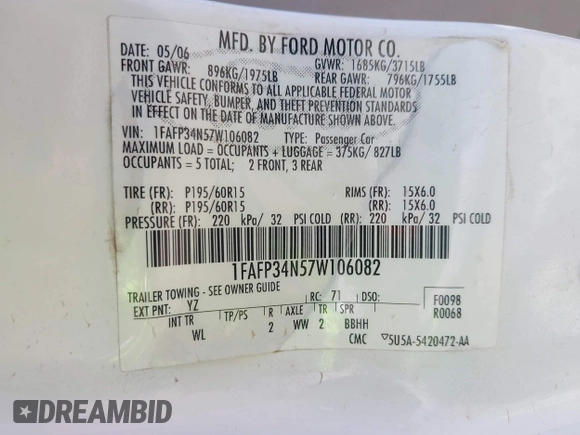 MFD. BY FORD MOTOR CO.
DATE: 05/06 GVWR: 1685KG/3715LB
FRONT GAWR: 896KG/1975LB REAR GAWR: 796KG/1755LB
THIS VEHICLE CONFORMS TO ALL APPLICABLE FEDERAL MOTOR
VEHICLE SAFETY, BUMPER, AND THEFT PREVENTION STANDARDS
IN EFFECT ON THE DATE OF MANUFACTURE SHOWN ABOVE.
VIN: 1FAFP34N57W106082 TYPE: Passenger Car
MAXIMUM LOAD = OCCUPANTS + LUGGAGE = 375KG/ 827LB
OCCUPANTS = 5 TOTAL; 2 FRONT, 3 REAR
TIRE (FR): P195/60R15 RIMS (FR): 15X6.0
(RR): P195/60R15 (RR): 15X6.0
PRESSURE (FR): 220 kPa/ 32 PSI COLD (RR): 220 kPa/ 32 PSI COLD
1FAFP34N57W106082
TRAILER TOWING - SEE OWNER GUIDE
EXT PNT: YZ RC: 71 DSO: F0098
INT TR TP/PS R AXLE TR SPR R0068
WL 2 WW 2 BBHH
CMC ▽5U5A-5420472-AA
DREAMBID